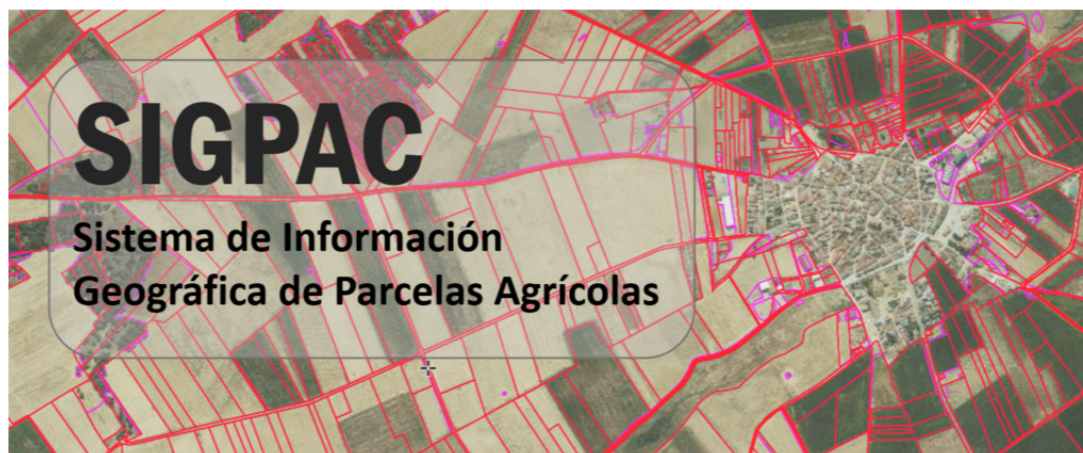 SIGPAC
Sistema de Información
Geográfica de Parcelas Agrícolas